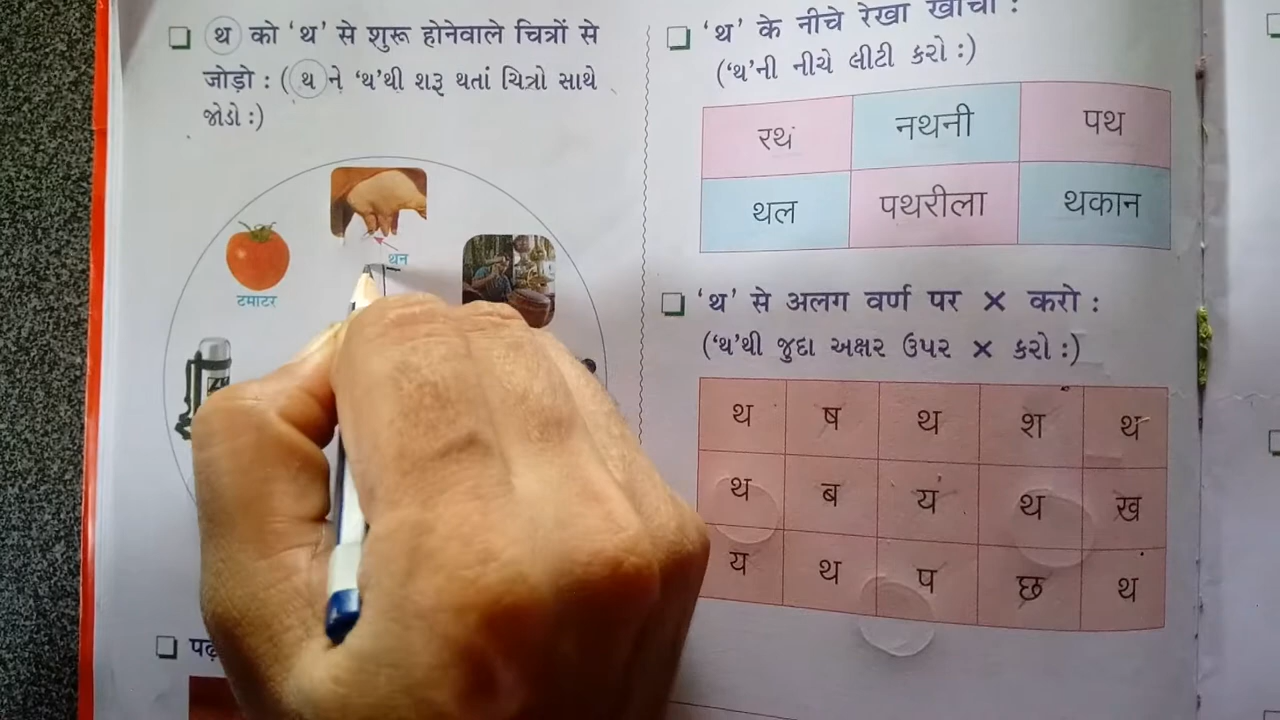 थ को 'थ' से शुरू होनेवाले चित्रों से
जोड़ो : (थ ને 'થ'થી શરૂ થતાં ચિત્રો સાથે
જોડો :)
थन
टमाटर
'थ' के नीचे रेखा खींचो :
('થ'ની નીચે લીટી કરો :)
रथ नथनी पथ
थल पथरीला थकान
'थ' से अलग वर्ण पर × करो :
('થ'થી જુદા અક્ષર ઉપર × કરો :)
थ ष थ श थ
थ ब य थ ख
य थ प छ थ